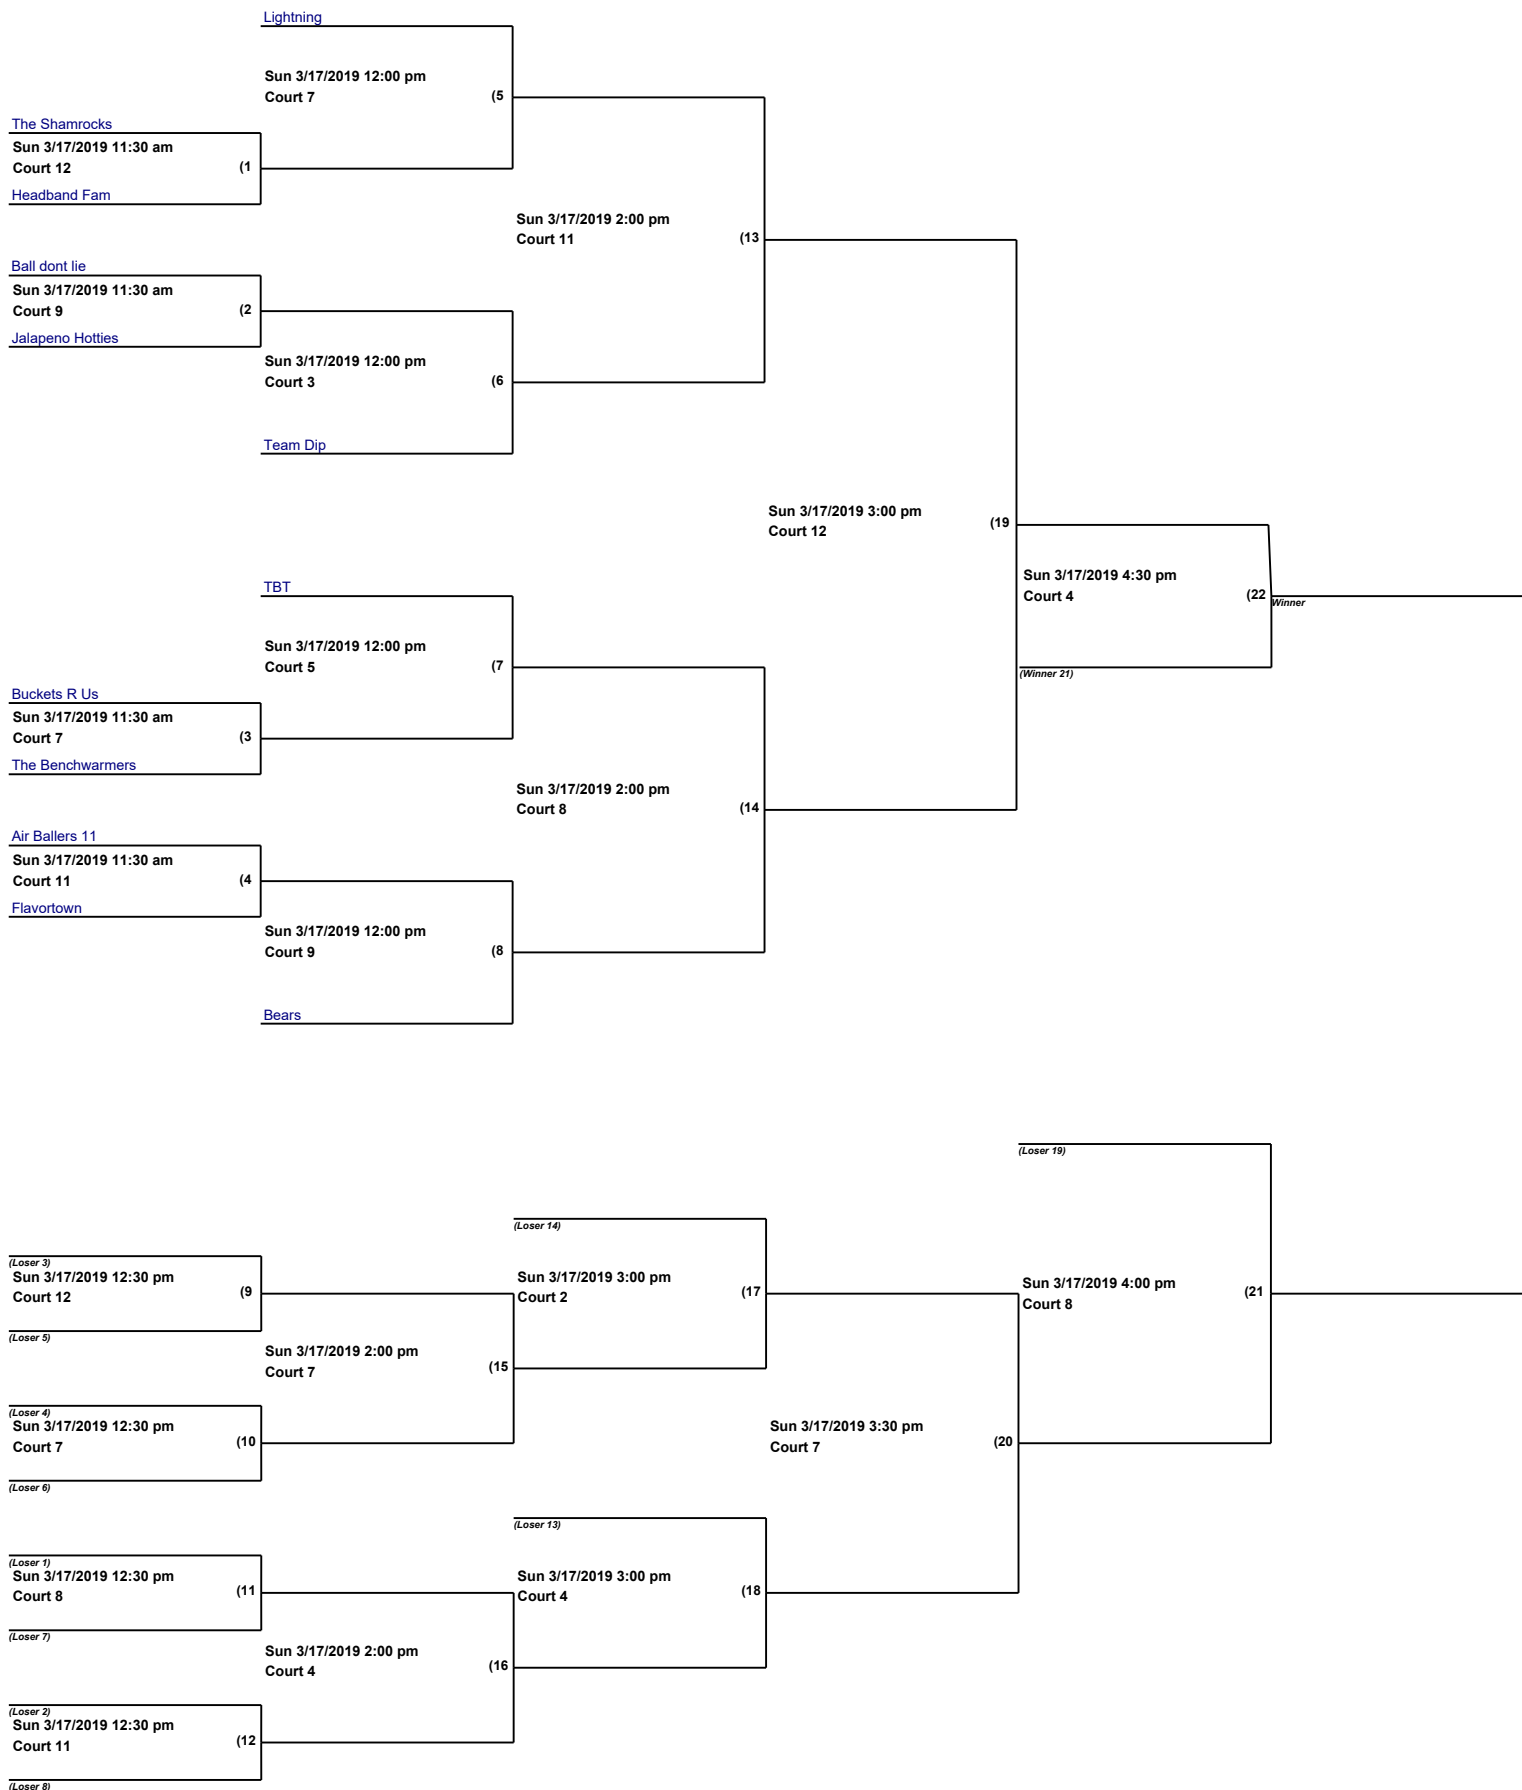 Lightning
Sun 3/17/2019 12:00 pm
Court 7
(5
The Shamrocks
Sun 3/17/2019 11:30 am
Court 12
(1
Headband Fam
Sun 3/17/2019 2:00 pm
Court 11
(13
Ball dont lie
Sun 3/17/2019 11:30 am
Court 9
(2
Jalapeno Hotties
Sun 3/17/2019 12:00 pm
Court 3
(6
Team Dip
Sun 3/17/2019 3:00 pm
Court 12
(19
Sun 3/17/2019 4:30 pm
Court 4
(22
Winner
(Winner 21)
TBT
Sun 3/17/2019 12:00 pm
Court 5
(7
Buckets R Us
Sun 3/17/2019 11:30 am
Court 7
(3
The Benchwarmers
Sun 3/17/2019 2:00 pm
Court 8
(14
Air Ballers 11
Sun 3/17/2019 11:30 am
Court 11
(4
Flavortown
Sun 3/17/2019 12:00 pm
Court 9
(8
Bears
(Loser 19)
(Loser 14)
(Loser 3)
Sun 3/17/2019 12:30 pm
Court 12
(9
(Loser 5)
Sun 3/17/2019 3:00 pm
Court 2
(17
Sun 3/17/2019 4:00 pm
Court 8
(21
Sun 3/17/2019 2:00 pm
Court 7
(15
(Loser 4)
Sun 3/17/2019 12:30 pm
Court 7
(10
(Loser 6)
Sun 3/17/2019 3:30 pm
Court 7
(20
(Loser 13)
(Loser 1)
Sun 3/17/2019 12:30 pm
Court 8
(11
(Loser 7)
Sun 3/17/2019 3:00 pm
Court 4
(18
Sun 3/17/2019 2:00 pm
Court 4
(16
(Loser 2)
Sun 3/17/2019 12:30 pm
Court 11
(12
(Loser 8)